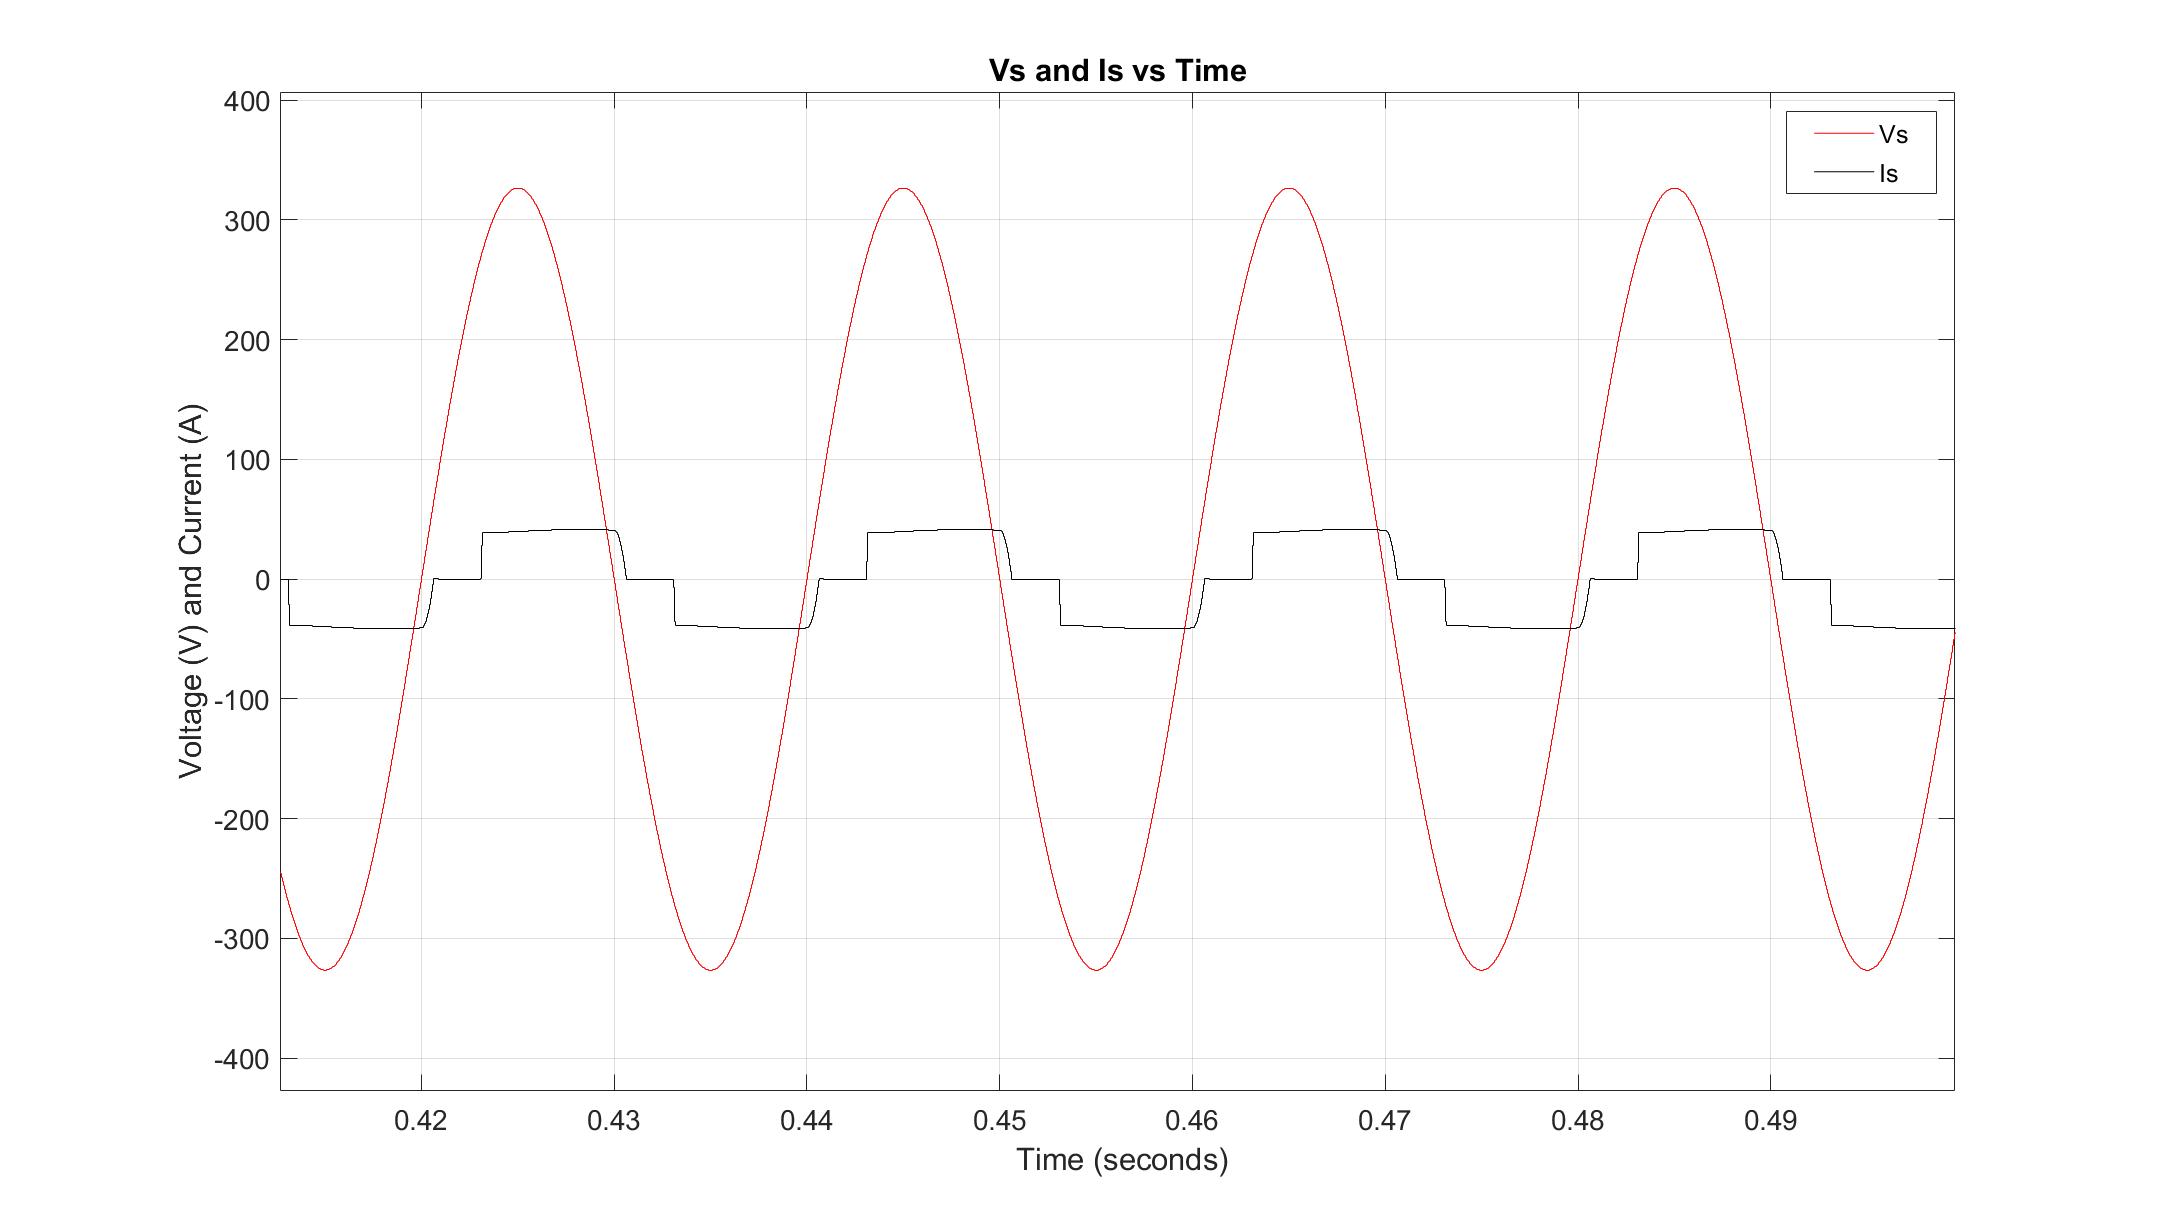 Vs and Is vs Time
Vs
Is
400
300
200
100
0
-100
-200
-300
-400
Voltage (V) and Current (A)
0.42 0.43 0.44 0.45 0.46 0.47 0.48 0.49
Time (seconds)